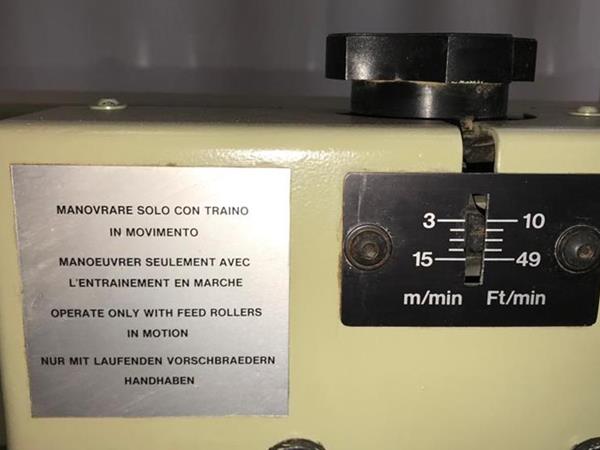 MANOVRARE SOLO CON TRAINO
IN MOVIMENTO
MANOEUVRER SEULEMENT AVEC
L'ENTRAINEMENT EN MARCHE
OPERATE ONLY WITH FEED ROLLERS
IN MOTION
NUR MIT LAUFENDEN VORSCHBRAEDERN
HANDHABEN
3 10
15 49
m/min Ft/min